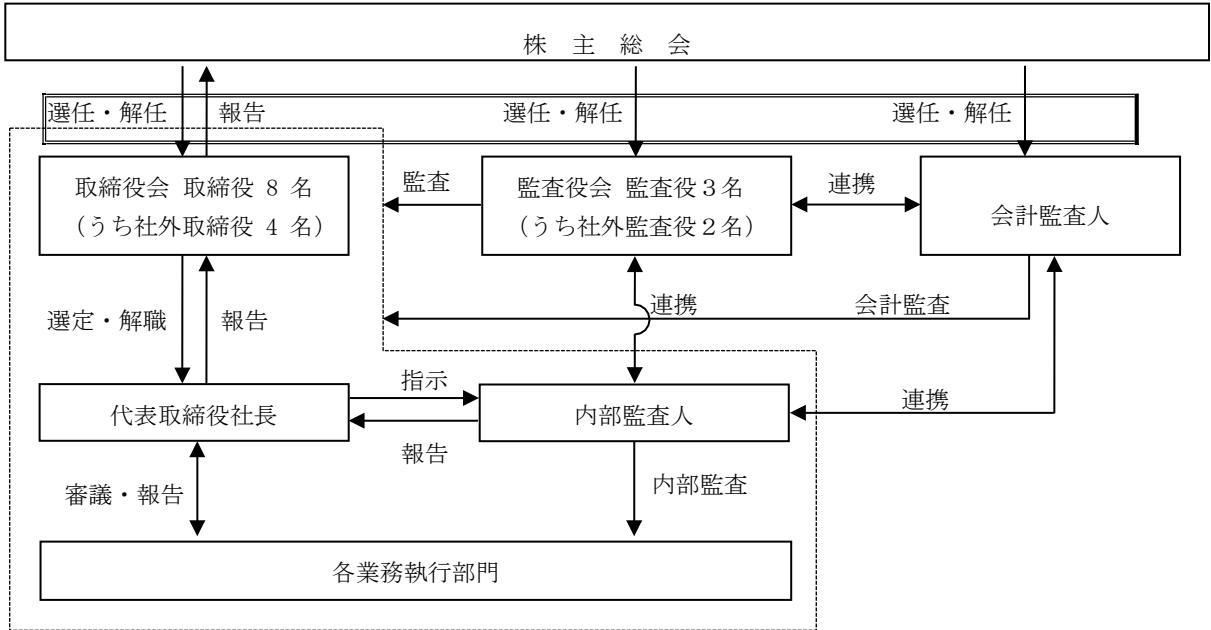 株 主 総 会
選任・解任
報告
選任・解任
選任・解任
取締役会 取締役 8 名
(うち社外取締役 4 名)
監査
監査役会 監査役3名
(うち社外監査役2名)
連携
会計監査人
選定・解職
報告
連携
会計監査
代表取締役社長
指示
報告
内部監査人
連携
審議・報告
内部監査
各業務執行部門